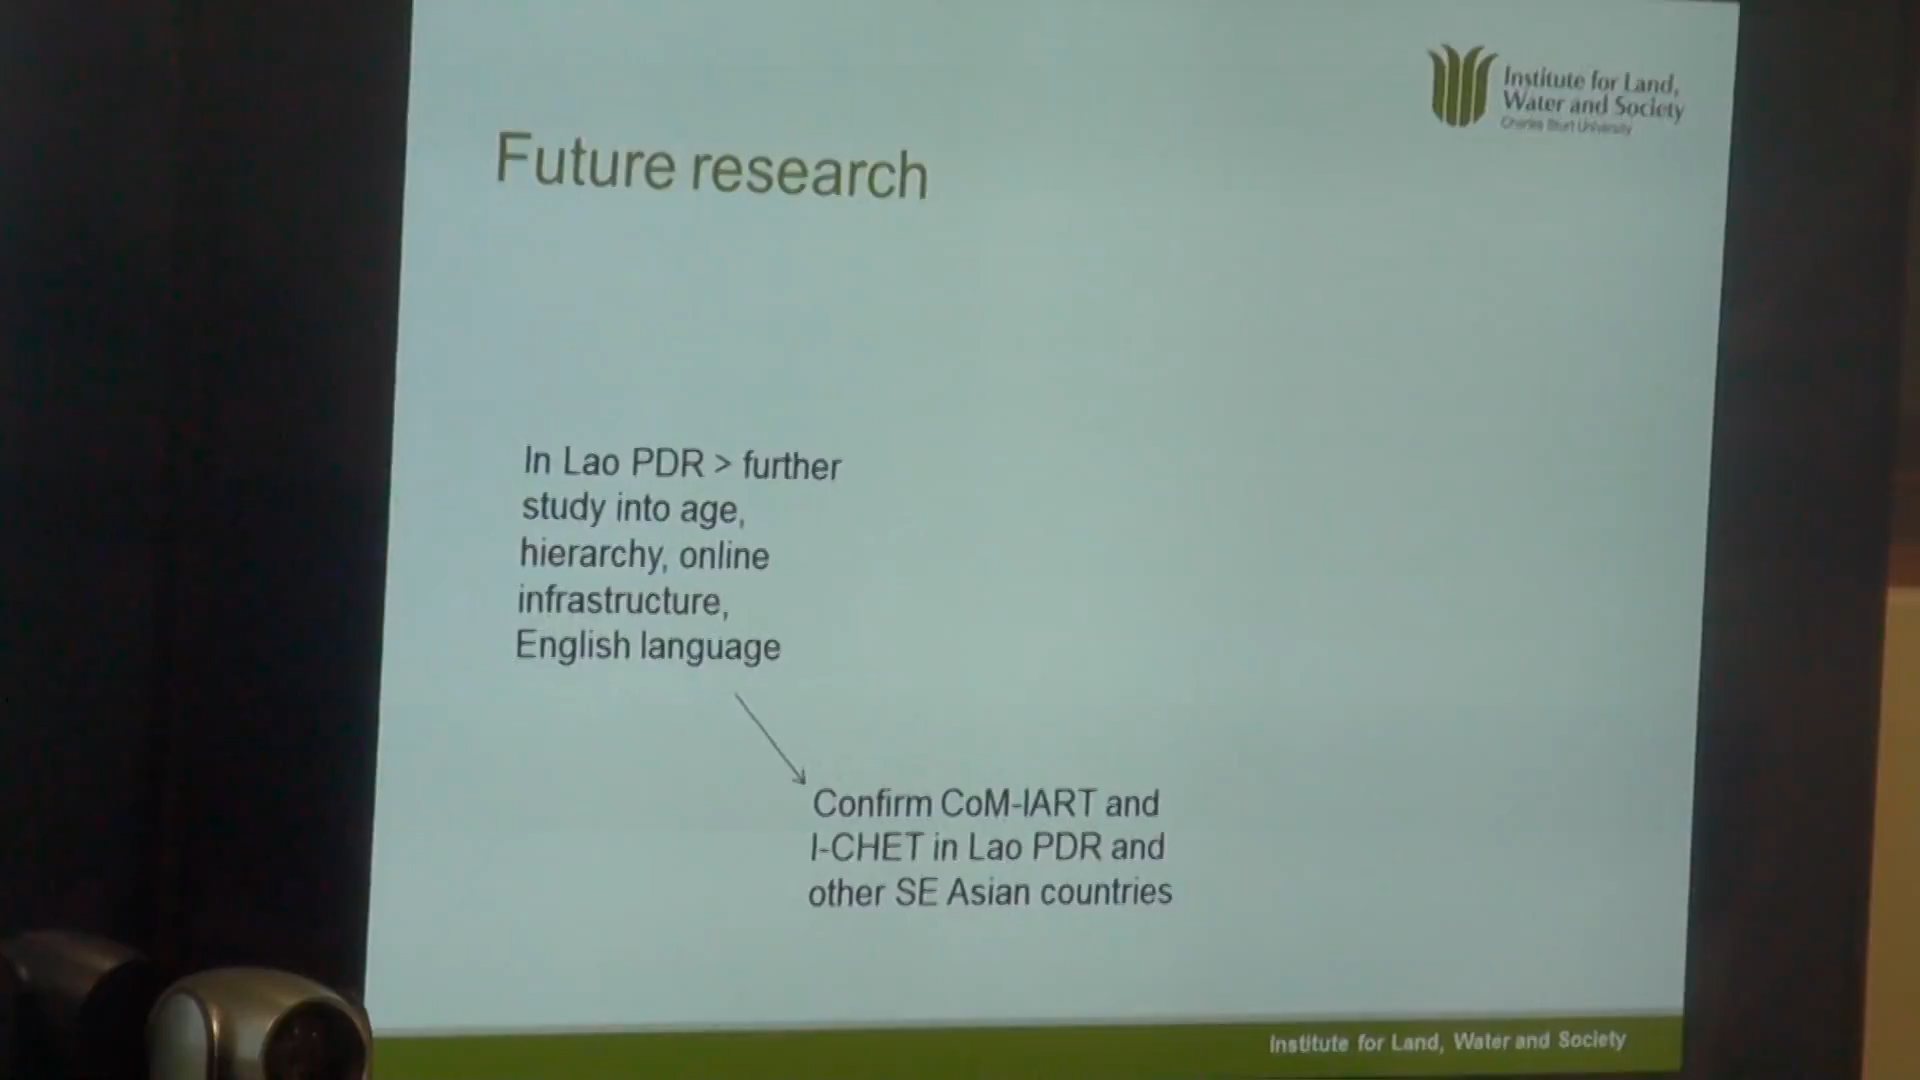 Institute for Land,
Water and Society
Charles Sturt University
Future research
In Lao PDR > further
study into age,
hierarchy, online
infrastructure,
English language
Confirm CoM-IART and
I-CHET in Lao PDR and
other SE Asian countries
Institute for Land, Water and Society